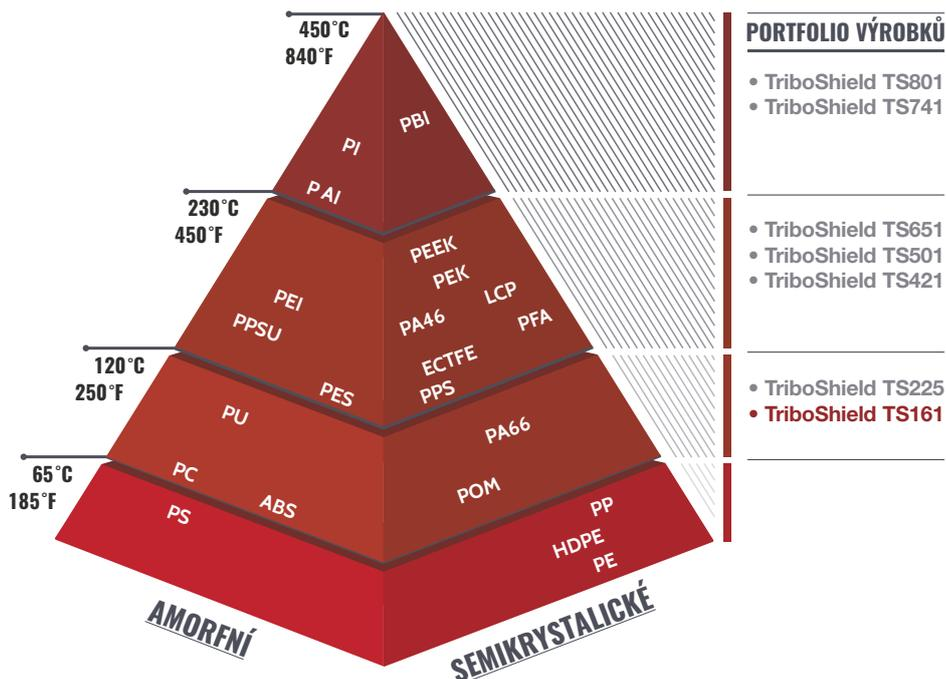 450°C
840°F
PORTFOLIO VÝROBKŮ
• TriboShield TS801
• TriboShield TS741
PBI
PI
PAI
230°C
450°F
• TriboShield TS651
• TriboShield TS501
• TriboShield TS421
PEEK
PEK
LCP
PEI
PA46
PFA
PPSU
ECTFE
PES
PPS
120°C
250°F
• TriboShield TS225
• TriboShield TS161
PU
PA66
PC
ABS
POM
65°C
185°F
PS
PP
HDPE
PE
AMORFNÍ
SEMIKRYSTALICKÉ